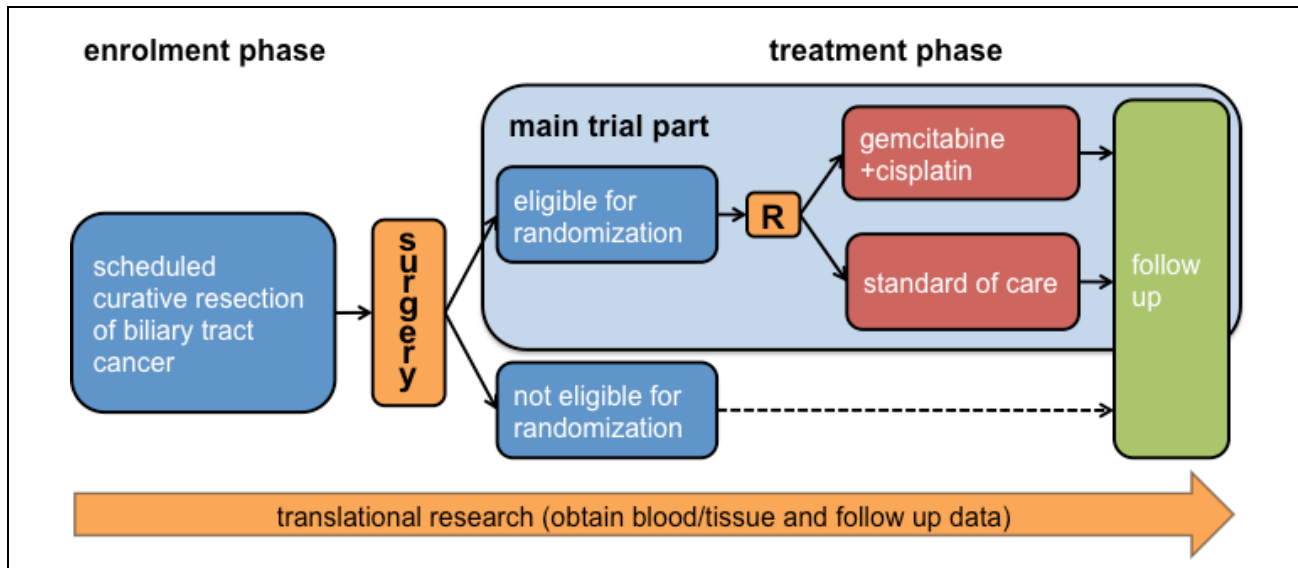 enrolment phase
treatment phase
main trial part
scheduled
curative resection
of biliary tract
cancer
surgery
eligible for
randomization
R
gemcitabine
+cisplatin
standard of care
not eligible for
randomization
follow
up
translational research (obtain blood/tissue and follow up data)